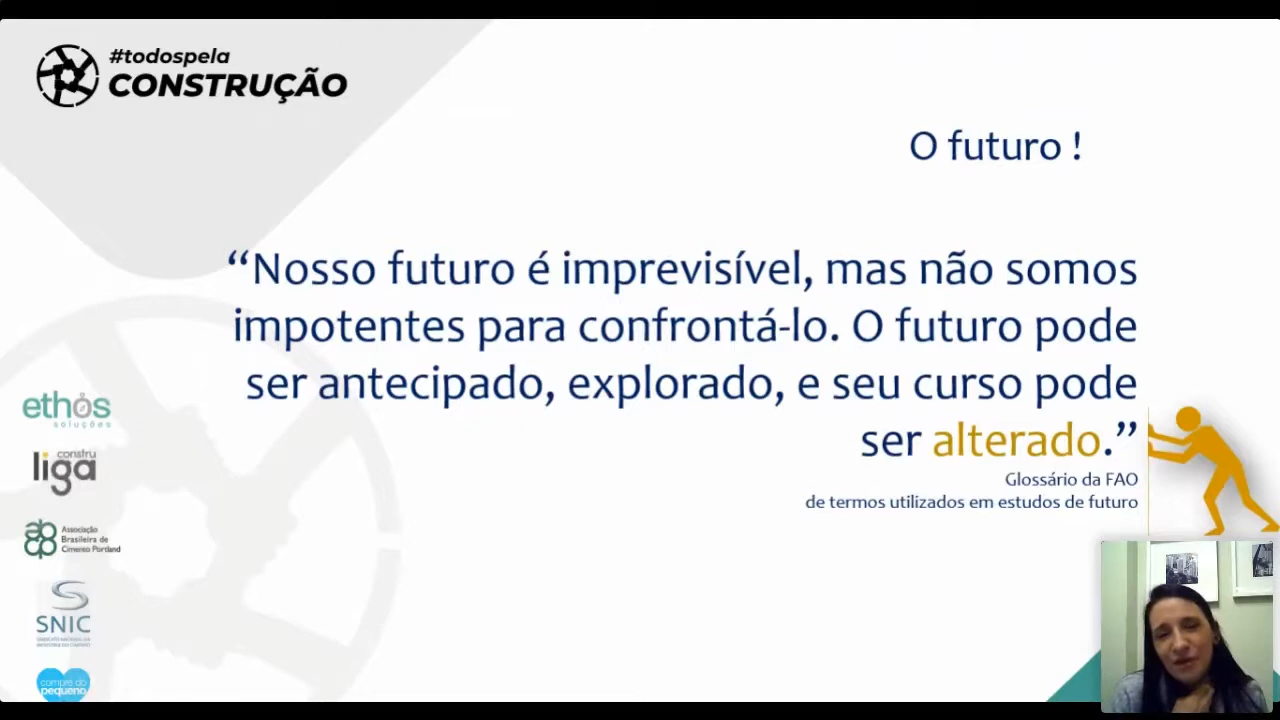 #todospela
CONSTRUÇÃO
O futuro !
“Nosso futuro é imprevisível, mas não somos
impotentes para confrontá-lo. O futuro pode
ser antecipado, explorado, e seu curso pode
ser alterado.”
Glossário da FAO
de termos utilizados em estudos de futuro
ethos
soluções
constru
liga
Associação
Brasileira de
Cimento Portland
SNIC
compre do
pequeno